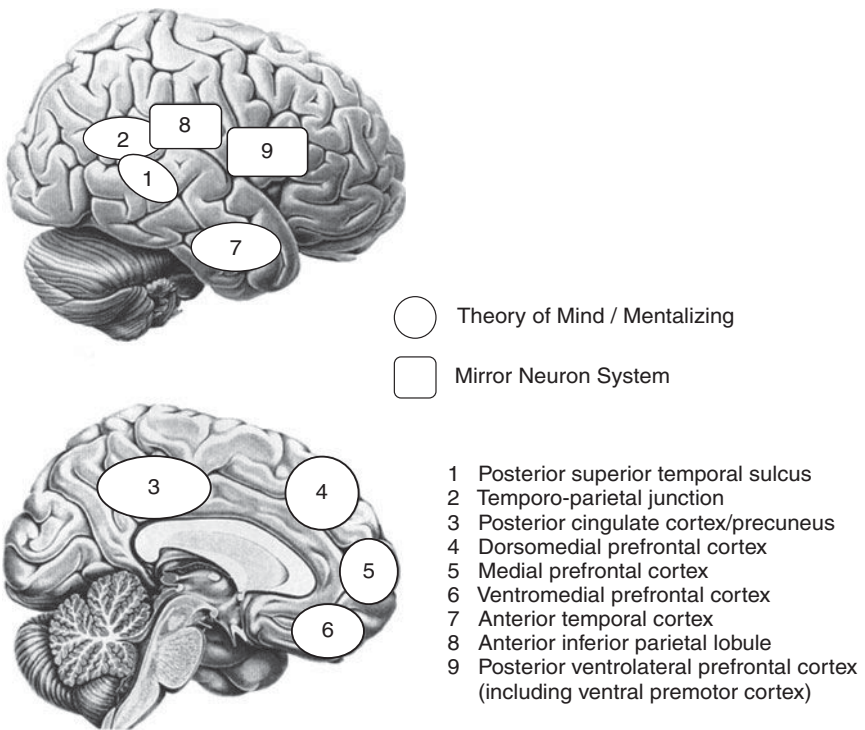 2
8
9
1
7
Theory of Mind / Mentalizing
Mirror Neuron System
3
4
5
6
1 Posterior superior temporal sulcus
2 Temporo-parietal junction
3 Posterior cingulate cortex/precuneus
4 Dorsomedial prefrontal cortex
5 Medial prefrontal cortex
6 Ventromedial prefrontal cortex
7 Anterior temporal cortex
8 Anterior inferior parietal lobule
9 Posterior ventrolateral prefrontal cortex
(including ventral premotor cortex)